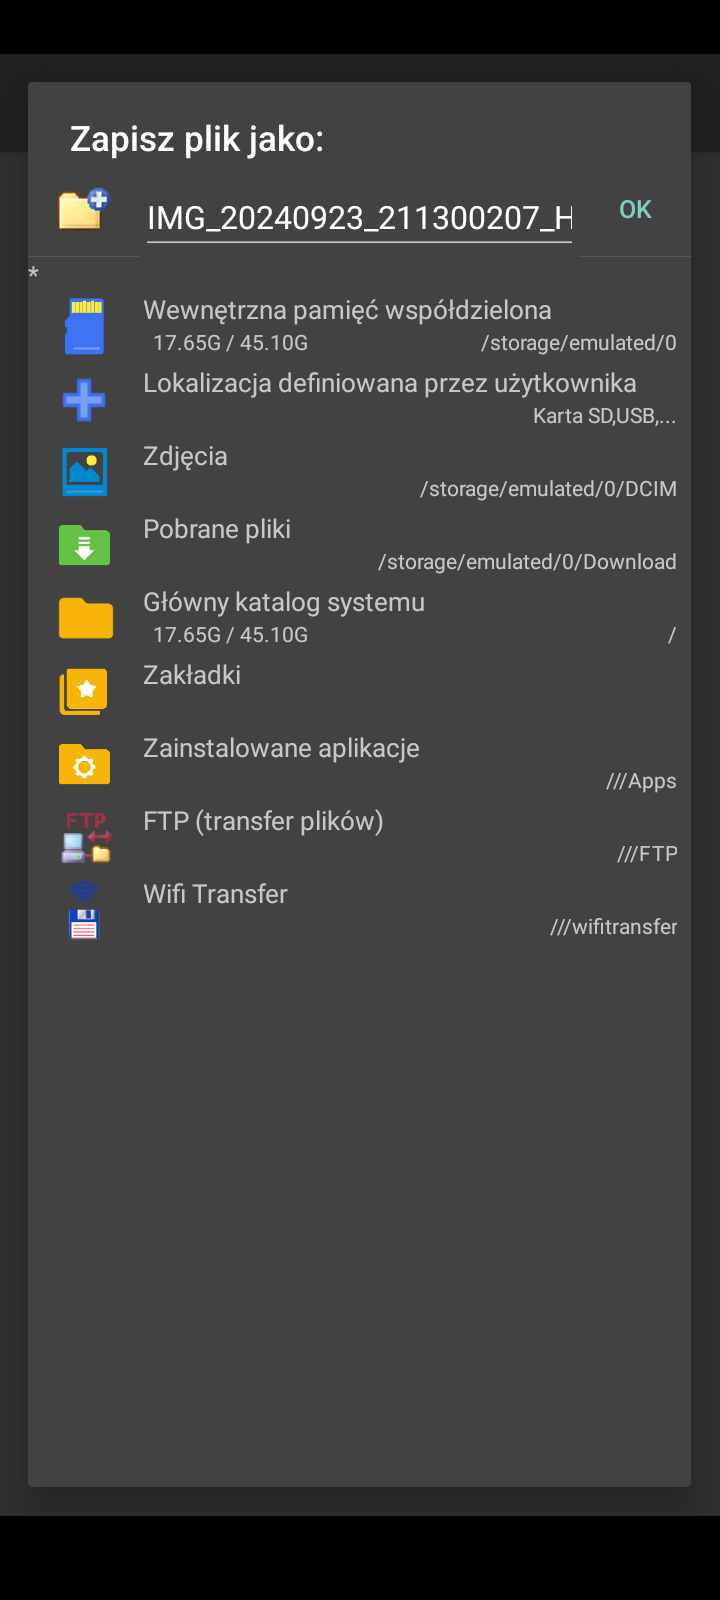 Zapisz plik jako:
IMG_20240923_211300207_H
OK
*
Wewnętrzna pamięć współdzielona
17.65G / 45.10G /storage/emulated/0
Lokalizacja definiowana przez użytkownika
Karta SD,USB,...
Zdjęcia
/storage/emulated/0/DCIM
Pobrane pliki
/storage/emulated/0/Download
Główny katalog systemu
17.65G / 45.10G /
Zakładki
Zainstalowane aplikacje
///Apps
FTP
FTP (transfer plików)
///FTP
Wifi Transfer
///wifitransfer